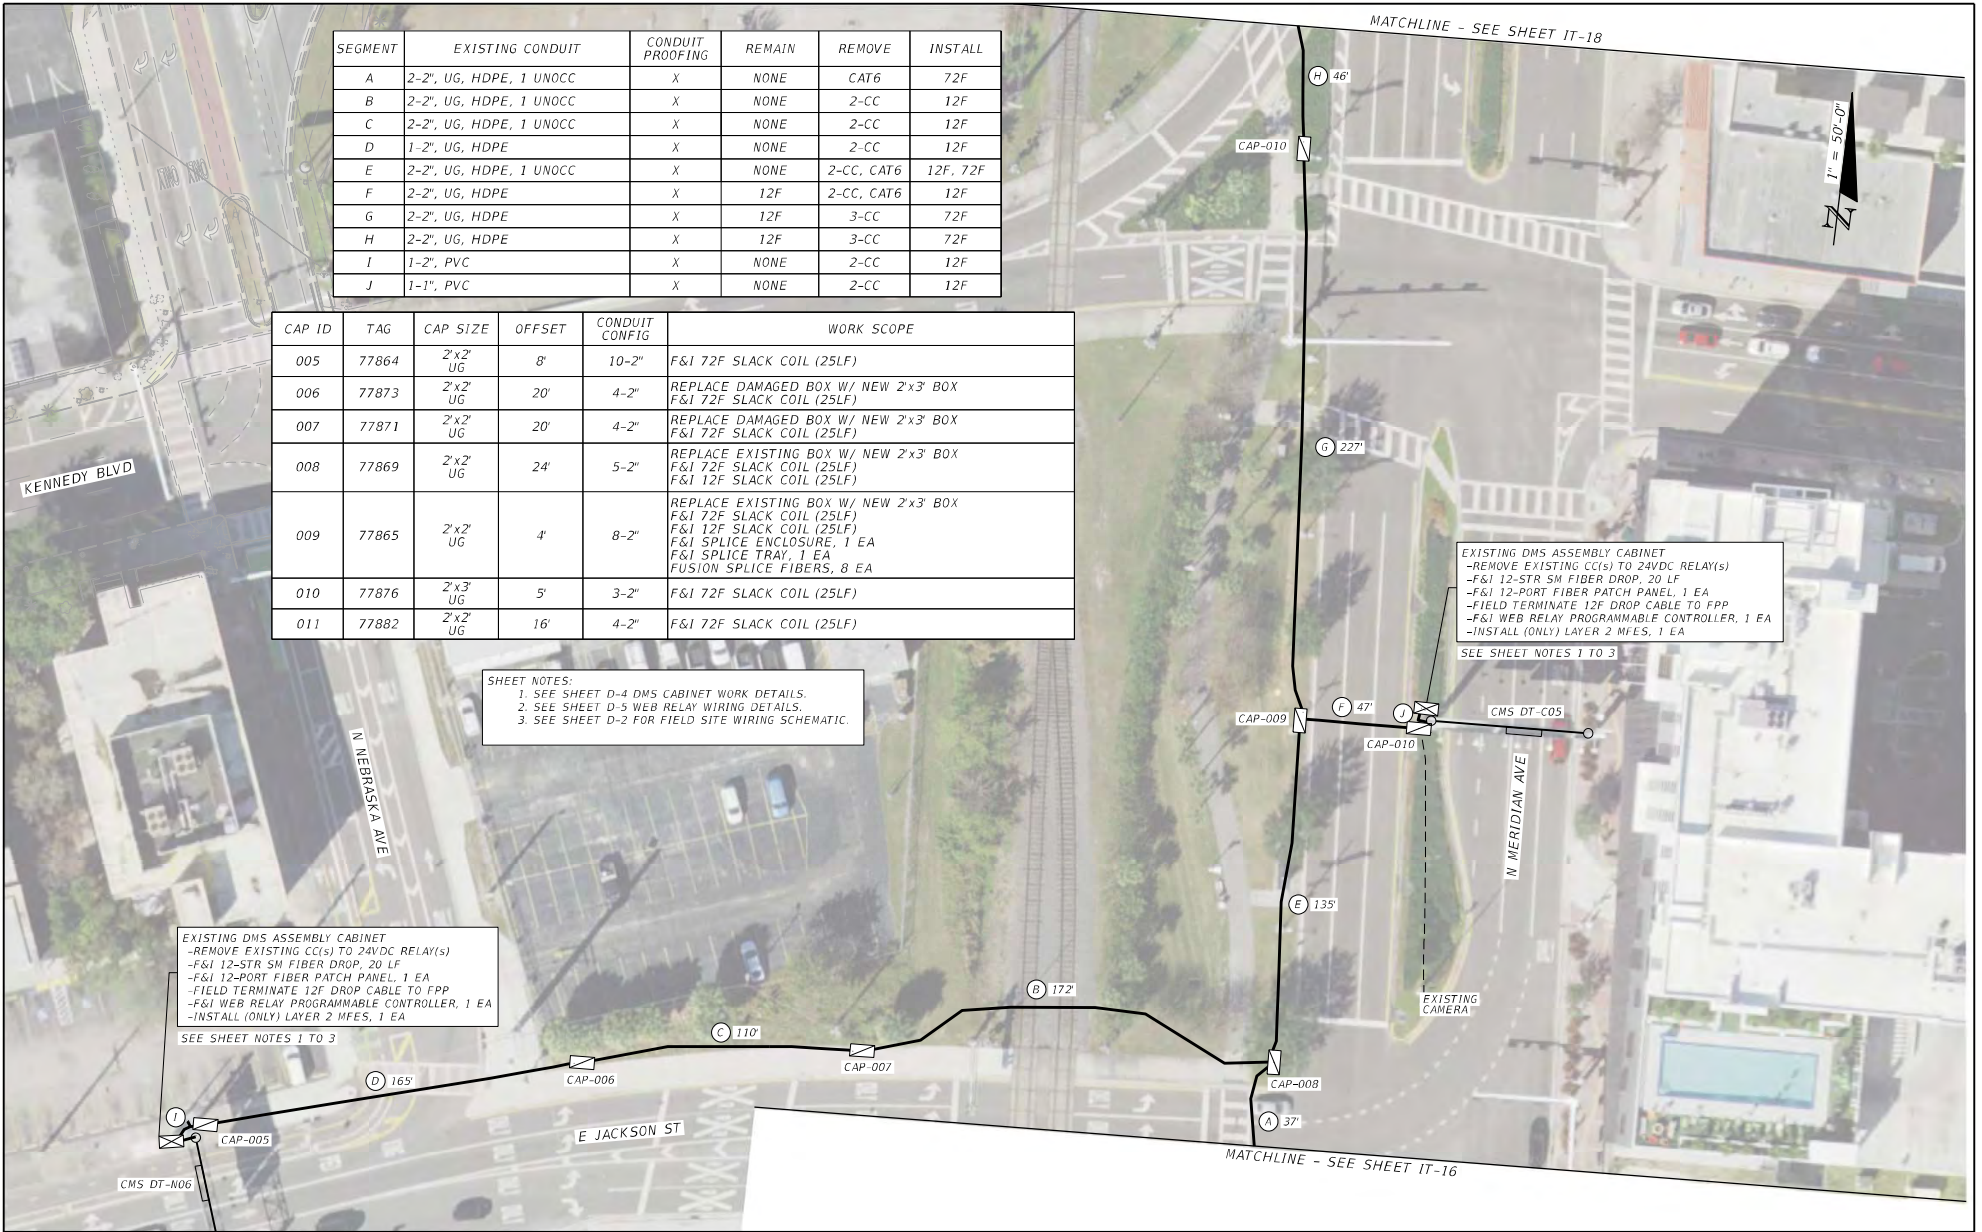 MATCHLINE - SEE SHEET IT-18
SEGMENT EXISTING CONDUIT CONDUIT PROOFING REMAIN REMOVE INSTALL
A 2-2", UG, HDPE, 1 UNOCC X NONE CAT6 72F
B 2-2", UG, HDPE, 1 UNOCC X NONE 2-CC 12F
C 2-2", UG, HDPE, 1 UNOCC X NONE 2-CC 12F
D 1-2", UG, HDPE X NONE 2-CC 12F
E 2-2", UG, HDPE, 1 UNOCC X NONE 2-CC, CAT6 12F, 72F
F 2-2", UG, HDPE X 12F 2-CC, CAT6 12F
G 2-2", UG, HDPE X 12F 3-CC 72F
H 2-2", UG, HDPE X 12F 3-CC 72F
I 1-2", PVC X NONE 2-CC 12F
J 1-1", PVC X NONE 2-CC 12F
H 46'
CAP-010
1" = 50'-0"
N
CAP ID TAG CAP SIZE OFFSET CONDUIT CONFIG WORK SCOPE
005 77864 2'x2' UG 8' 10-2" F&I 72F SLACK COIL (25LF)
006 77873 2'x2' UG 20' 4-2" REPLACE DAMAGED BOX W/ NEW 2'x3' BOX
F&I 72F SLACK COIL (25LF)
007 77871 2'x2' UG 20' 4-2" REPLACE DAMAGED BOX W/ NEW 2'x3' BOX
F&I 72F SLACK COIL (25LF)
008 77869 2'x2' UG 24' 5-2" REPLACE EXISTING BOX W/ NEW 2'x3' BOX
F&I 72F SLACK COIL (25LF)
F&I 12F SLACK COIL (25LF)
009 77865 2'x2' UG 4' 8-2" REPLACE EXISTING BOX W/ NEW 2'x3' BOX
F&I 72F SLACK COIL (25LF)
F&I 12F SLACK COIL (25LF)
F&I SPLICE ENCLOSURE, 1 EA
F&I SPLICE TRAY, 1 EA
FUSION SPLICE FIBERS, 8 EA
010 77876 2'x3' UG 5' 3-2" F&I 72F SLACK COIL (25LF)
011 77882 2'x2' UG 16' 4-2" F&I 72F SLACK COIL (25LF)
KENNEDY BLVD
G 227'
EXISTING DMS ASSEMBLY CABINET
-REMOVE EXISTING CC(s) TO 24VDC RELAY(s)
-F&I 12-STR SM FIBER DROP, 20 LF
-F&I 12-PORT FIBER PATCH PANEL, 1 EA
-FIELD TERMINATE 12F DROP CABLE TO FPP
-F&I WEB RELAY PROGRAMMABLE CONTROLLER, 1 EA
-INSTALL (ONLY) LAYER 2 MFES, 1 EA
SEE SHEET NOTES 1 TO 3
SHEET NOTES:
1. SEE SHEET D-4 DMS CABINET WORK DETAILS.
2. SEE SHEET D-5 WEB RELAY WIRING DETAILS.
3. SEE SHEET D-2 FOR FIELD SITE WIRING SCHEMATIC.
CAP-009
F 47'
J
CMS DT-C05
CAP-010
N NEBRASKA AVE
N MERIDIAN AVE
E 135'
EXISTING DMS ASSEMBLY CABINET
-REMOVE EXISTING CC(s) TO 24VDC RELAY(s)
-F&I 12-STR SM FIBER DROP, 20 LF
-F&I 12-PORT FIBER PATCH PANEL, 1 EA
-FIELD TERMINATE 12F DROP CABLE TO FPP
-F&I WEB RELAY PROGRAMMABLE CONTROLLER, 1 EA
-INSTALL (ONLY) LAYER 2 MFES, 1 EA
SEE SHEET NOTES 1 TO 3
B 172'
EXISTING
CAMERA
C 110'
CAP-007
CAP-006
D 165'
CAP-008
I
CAP-005
A 37'
E JACKSON ST
MATCHLINE - SEE SHEET IT-16
CMS DT-N06